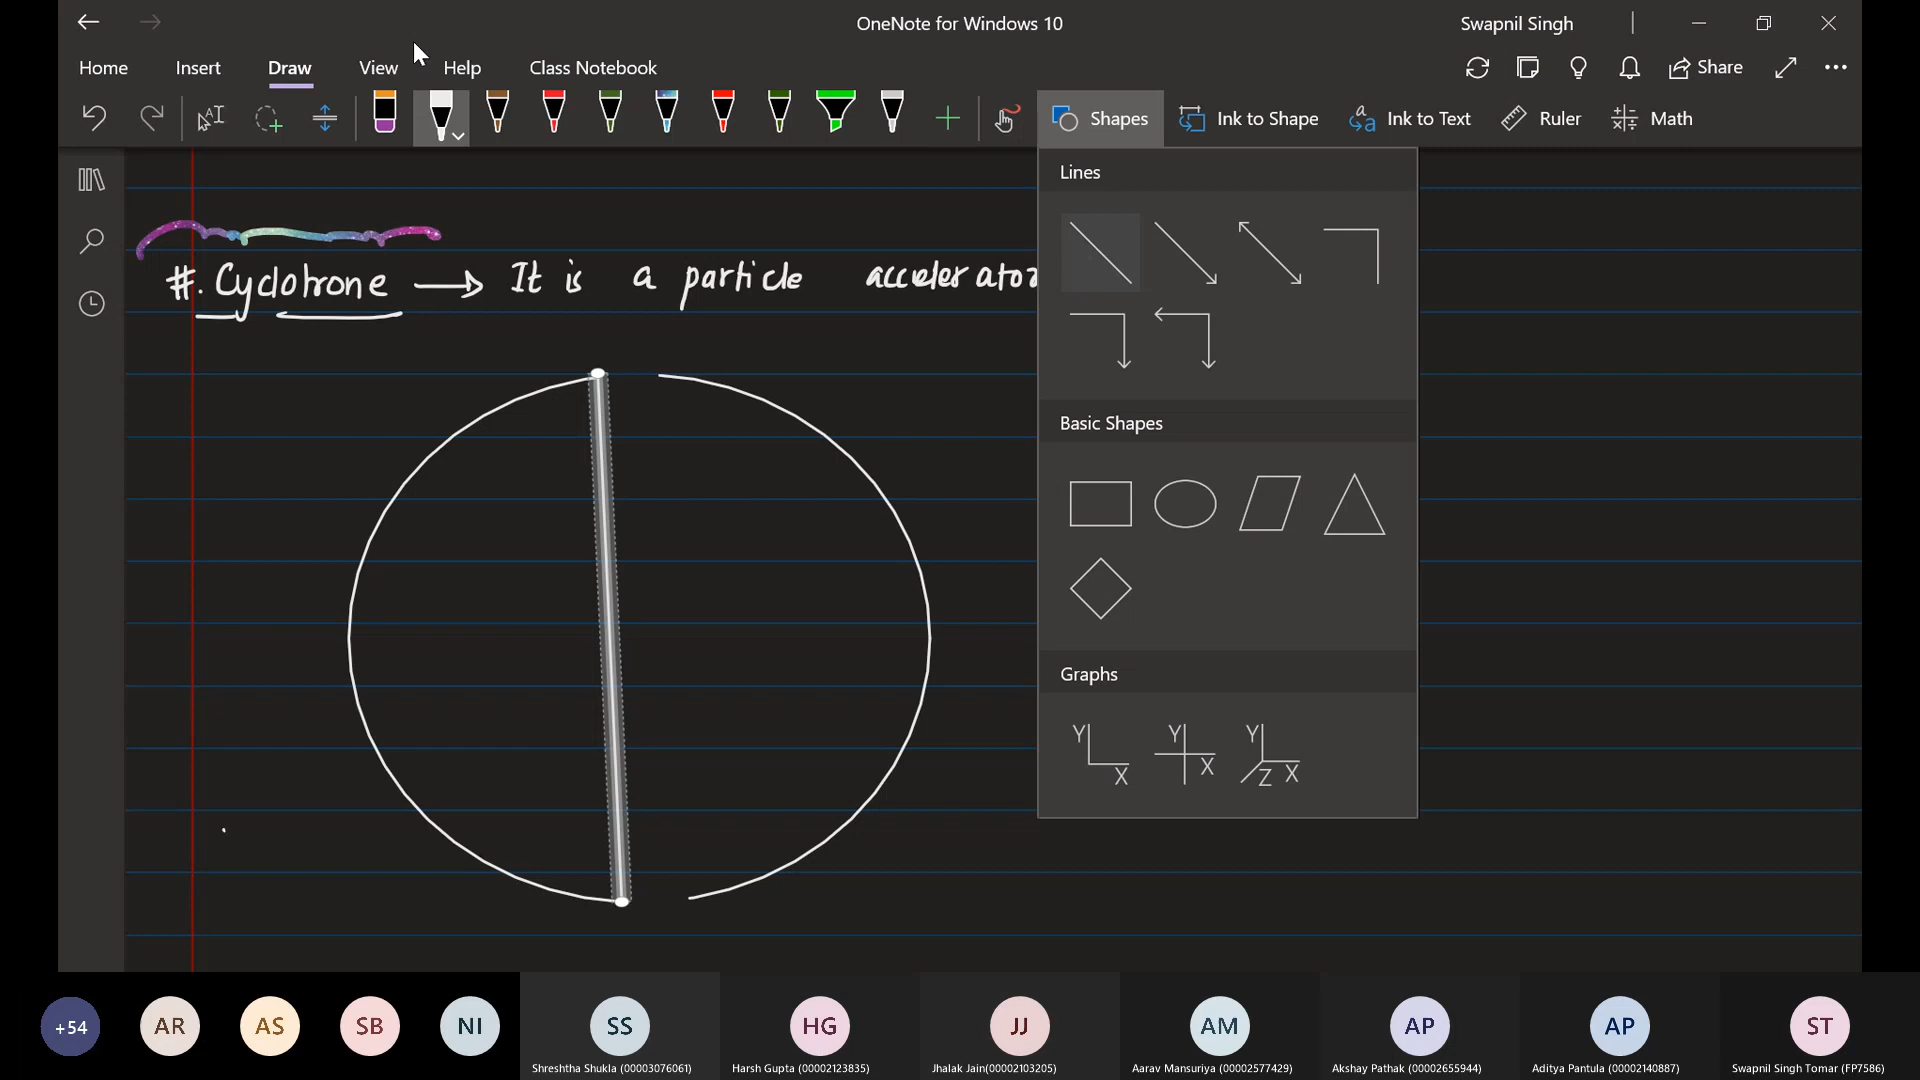 OneNote for Windows 10
Swapnil Singh
Home Insert Draw View Help Class Notebook Share
Shapes Ink to Shape Ink to Text Ruler Math
Lines
#. Cyclotrone → It is a particle accelerator
Basic Shapes
Graphs
Y X Y X Y Z X
+54 AR AS SB NI SS HG JJ AM AP AP ST
Shreshtha Shukla (00003076061) Harsh Gupta (00002123835) Jhalak Jain(00002103205) Aarav Mansuriya (00002577429) Akshay Pathak (00002655944) Aditya Pantula (00002140887) Swapnil Singh Tomar (FP7586)